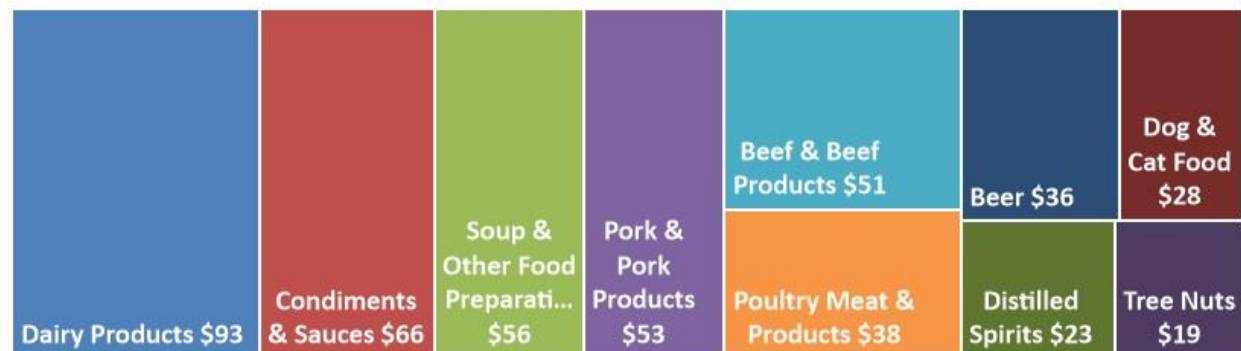 Dairy Products $93
Condiments
& Sauces $66
Soup &
Other Food
Preparati...
$56
Pork &
Pork
Products
$53
Beef & Beef
Products $51
Poultry Meat &
Products $38
Beer $36
Dog &
Cat Food
$28
Distilled
Spirits $23
Tree Nuts
$19